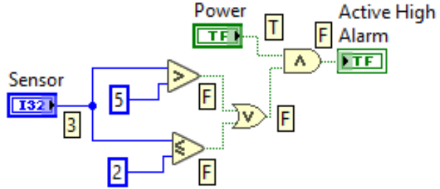 Power
T
Active High
F
Alarm
TF
TF
Sensor
>
I32
5
F
3
∨
F
∧
≤
2
F